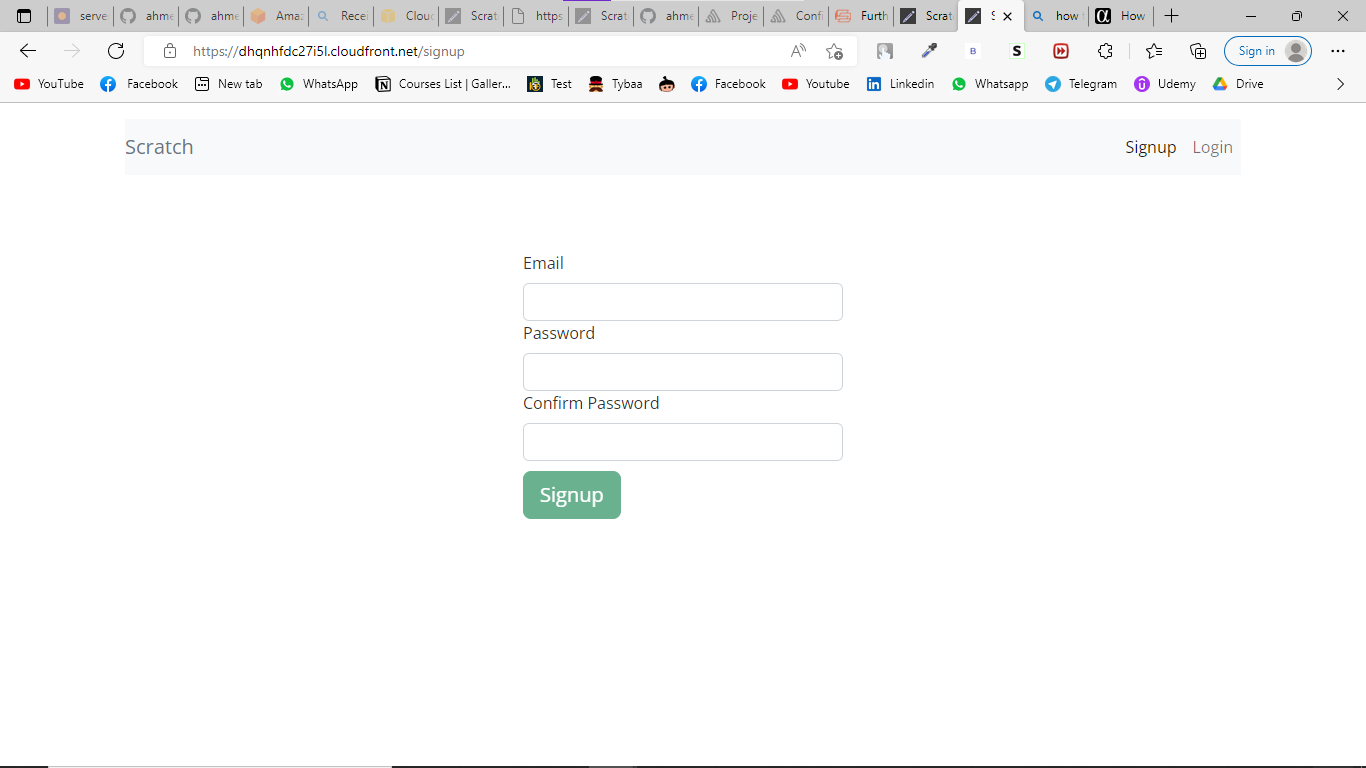 serve ahme ahme Amaz Rece Cloud Scrat https Scrat ahme Proje Confi Furth Scrat S how t How
https://dhqnhfdc27i5l.cloudfront.net/signup A B S Sign in
YouTube Facebook New tab WhatsApp Courses List | Galler... Test Tybaa Facebook Youtube Linkedin Whatsapp Telegram Udemy Drive
Scratch Signup Login
Email
Password
Confirm Password
Signup